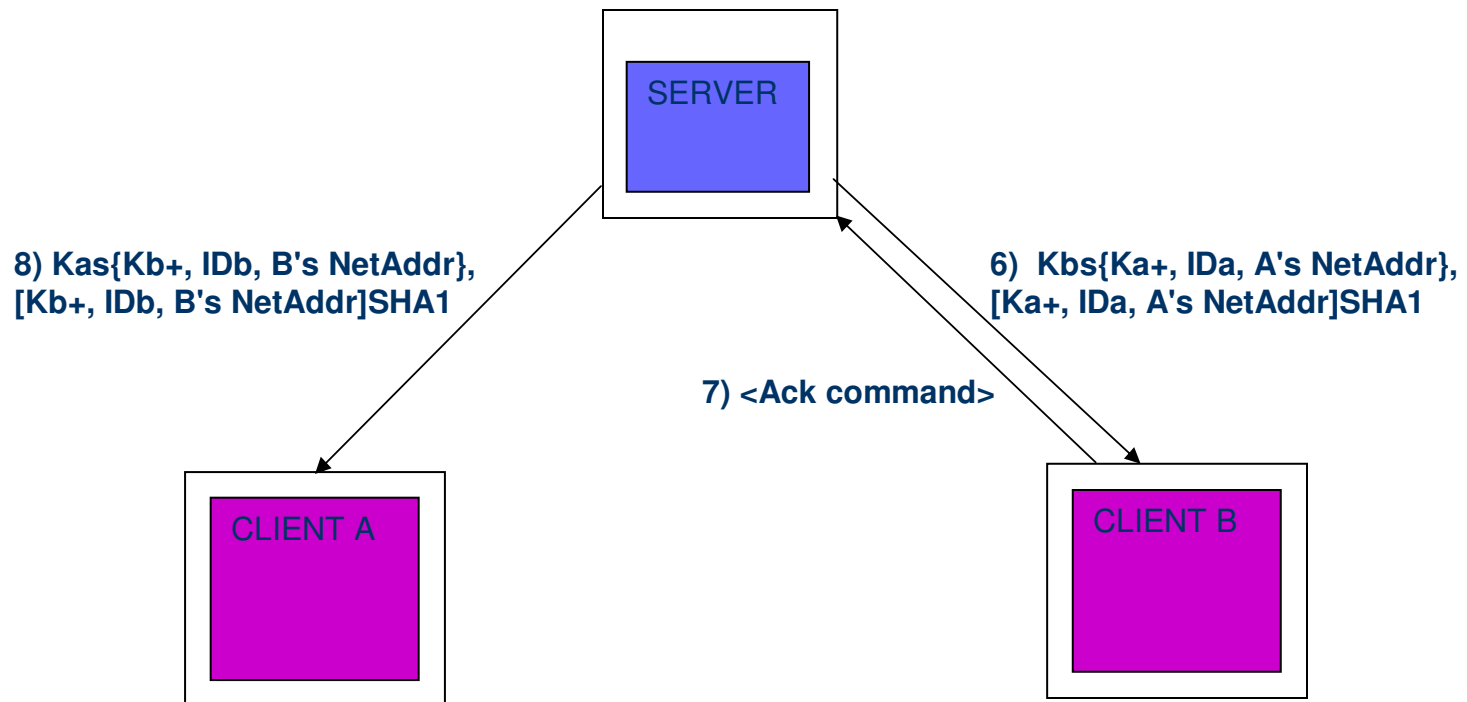 SERVER
8) Kas{Kb+, IDb, B's NetAddr},
[Kb+, IDb, B's NetAddr]SHA1
6) Kbs{Ka+, IDa, A's NetAddr},
[Ka+, IDa, A's NetAddr]SHA1
7) <Ack command>
CLIENT A
CLIENT B